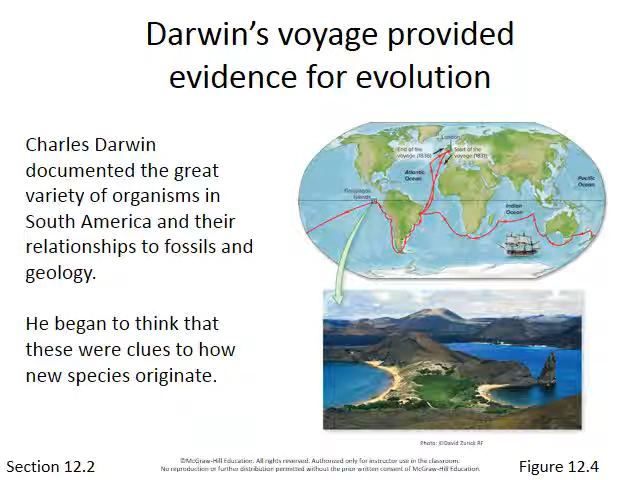 Darwin’s voyage provided
evidence for evolution
Charles Darwin
documented the great
variety of organisms in
South America and their
relationships to fossils and
geology.
He began to think that
these were clues to how
new species originate.
London
End of the
voyage (1836)
Start of the
voyage (1831)
Atlantic
Ocean
Pacific
Ocean
Galápagos
Islands
Indian
Ocean
Photo: ©David Zurick RF
Section 12.2
©McGraw-Hill Education. All rights reserved. Authorized only for instructor use in the classroom.
No reproduction or further distribution permitted without the prior written consent of McGraw-Hill Education.
Figure 12.4